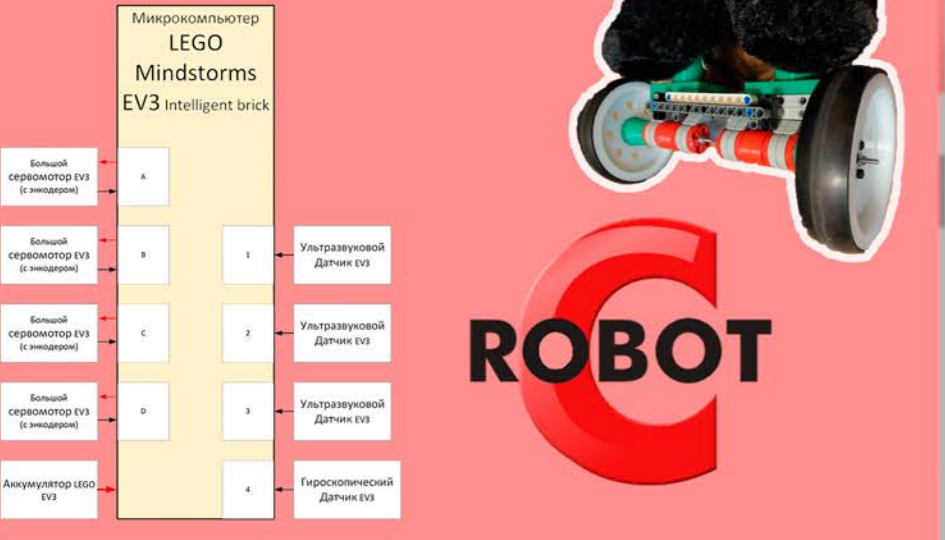 Микрокомпьютер
LEGO
Mindstorms
EV3 Intelligent brick
Большой
сервомотор EV3
(с энкодером)
A
Большой
сервомотор EV3
(с энкодером)
B
1
Ультразвуковой
Датчик EV3
Большой
сервомотор EV3
(с энкодером)
C
2
Ультразвуковой
Датчик EV3
Большой
сервомотор EV3
(с энкодером)
D
3
Ультразвуковой
Датчик EV3
Аккумулятор LEGO
EV3
4
Гироскопический
Датчик EV3
ROBOT
C